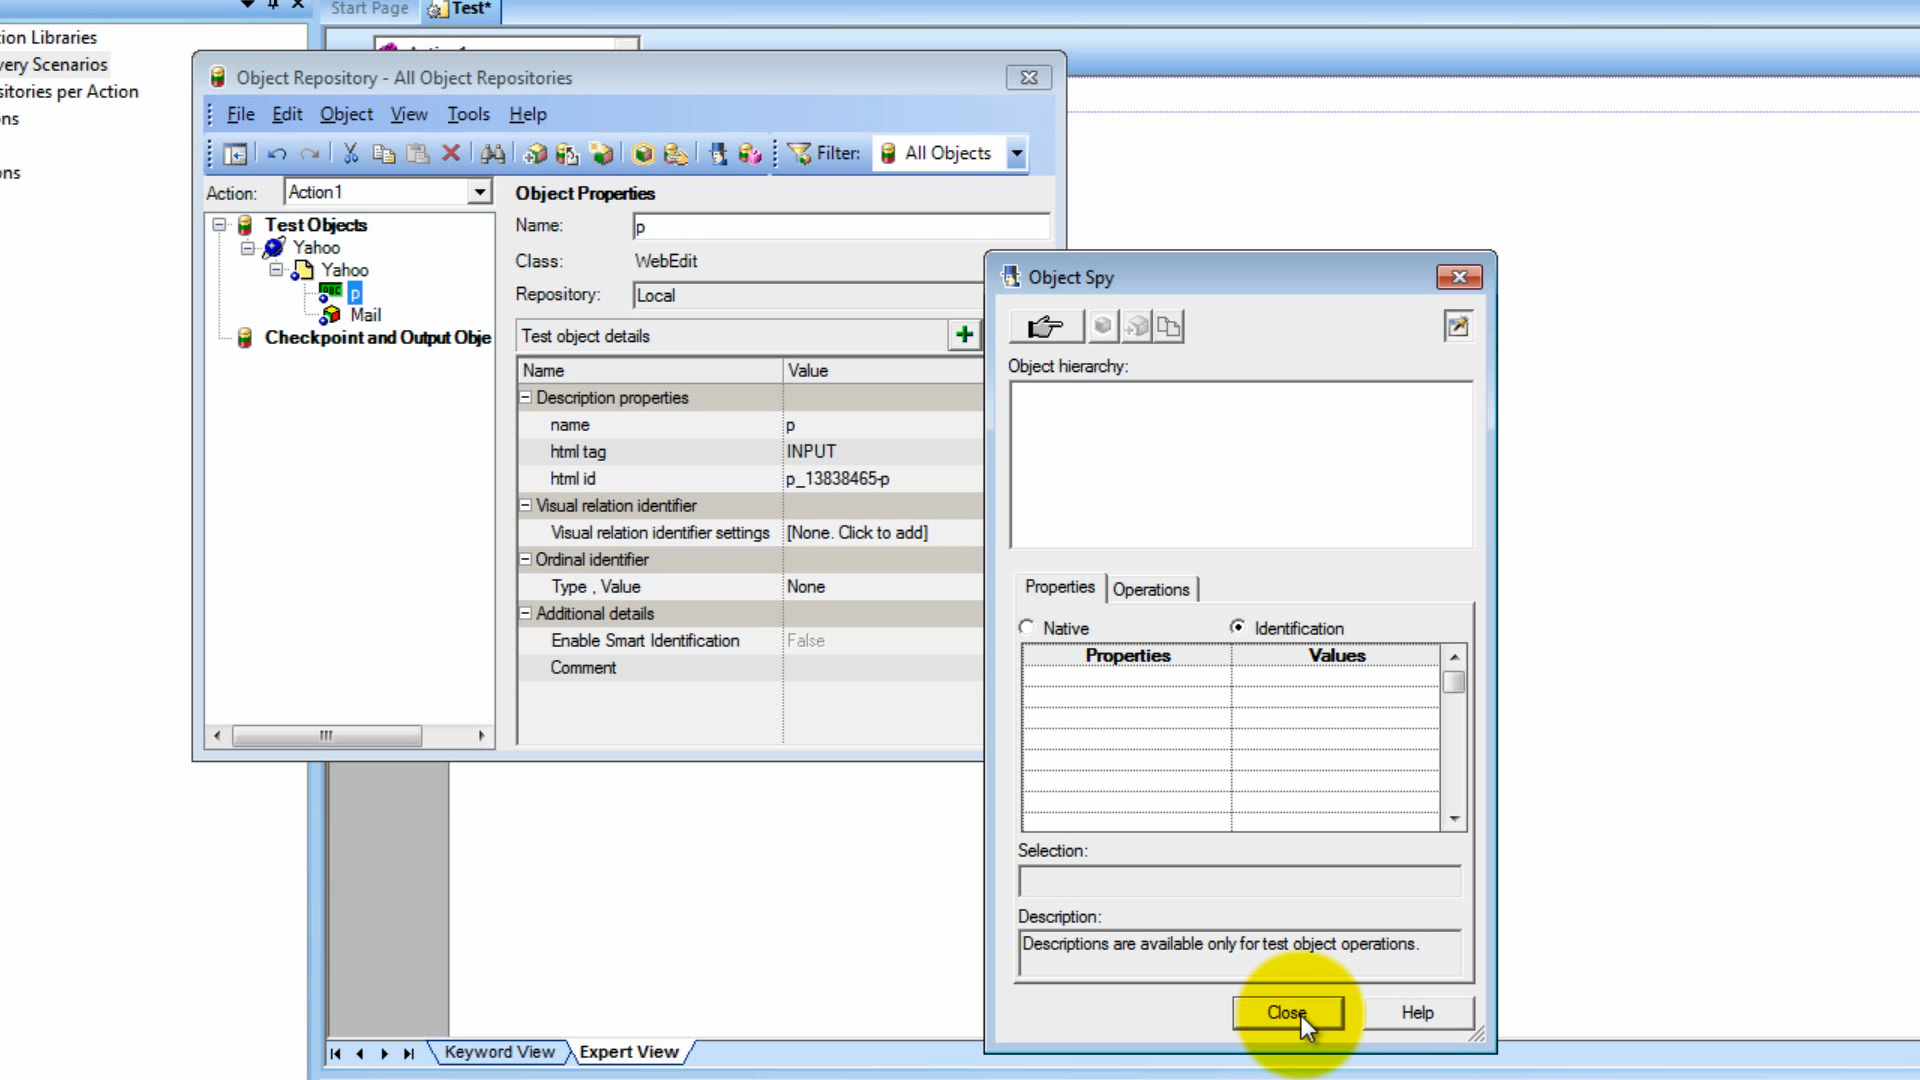 Start Page
Test*
ion Libraries
very Scenarios
sitories per Action
ns
ns
Object Repository - All Object Repositories
File Edit Object View Tools Help
Filter: All Objects
Action: Action1
Test Objects
Yahoo
Yahoo
p
Mail
Checkpoint and Output Obje
Object Properties
Name: p
Class: WebEdit
Repository: Local
Test object details
Name Value
Description properties
name p
html tag INPUT
html id p_13838465-p
Visual relation identifier
Visual relation identifier settings [None. Click to add]
Ordinal identifier
Type , Value None
Additional details
Enable Smart Identification False
Comment
Object Spy
Object hierarchy:
Properties Operations
Native Identification
Properties Values
Selection:
Description:
Descriptions are available only for test object operations.
Close Help
Keyword View Expert View